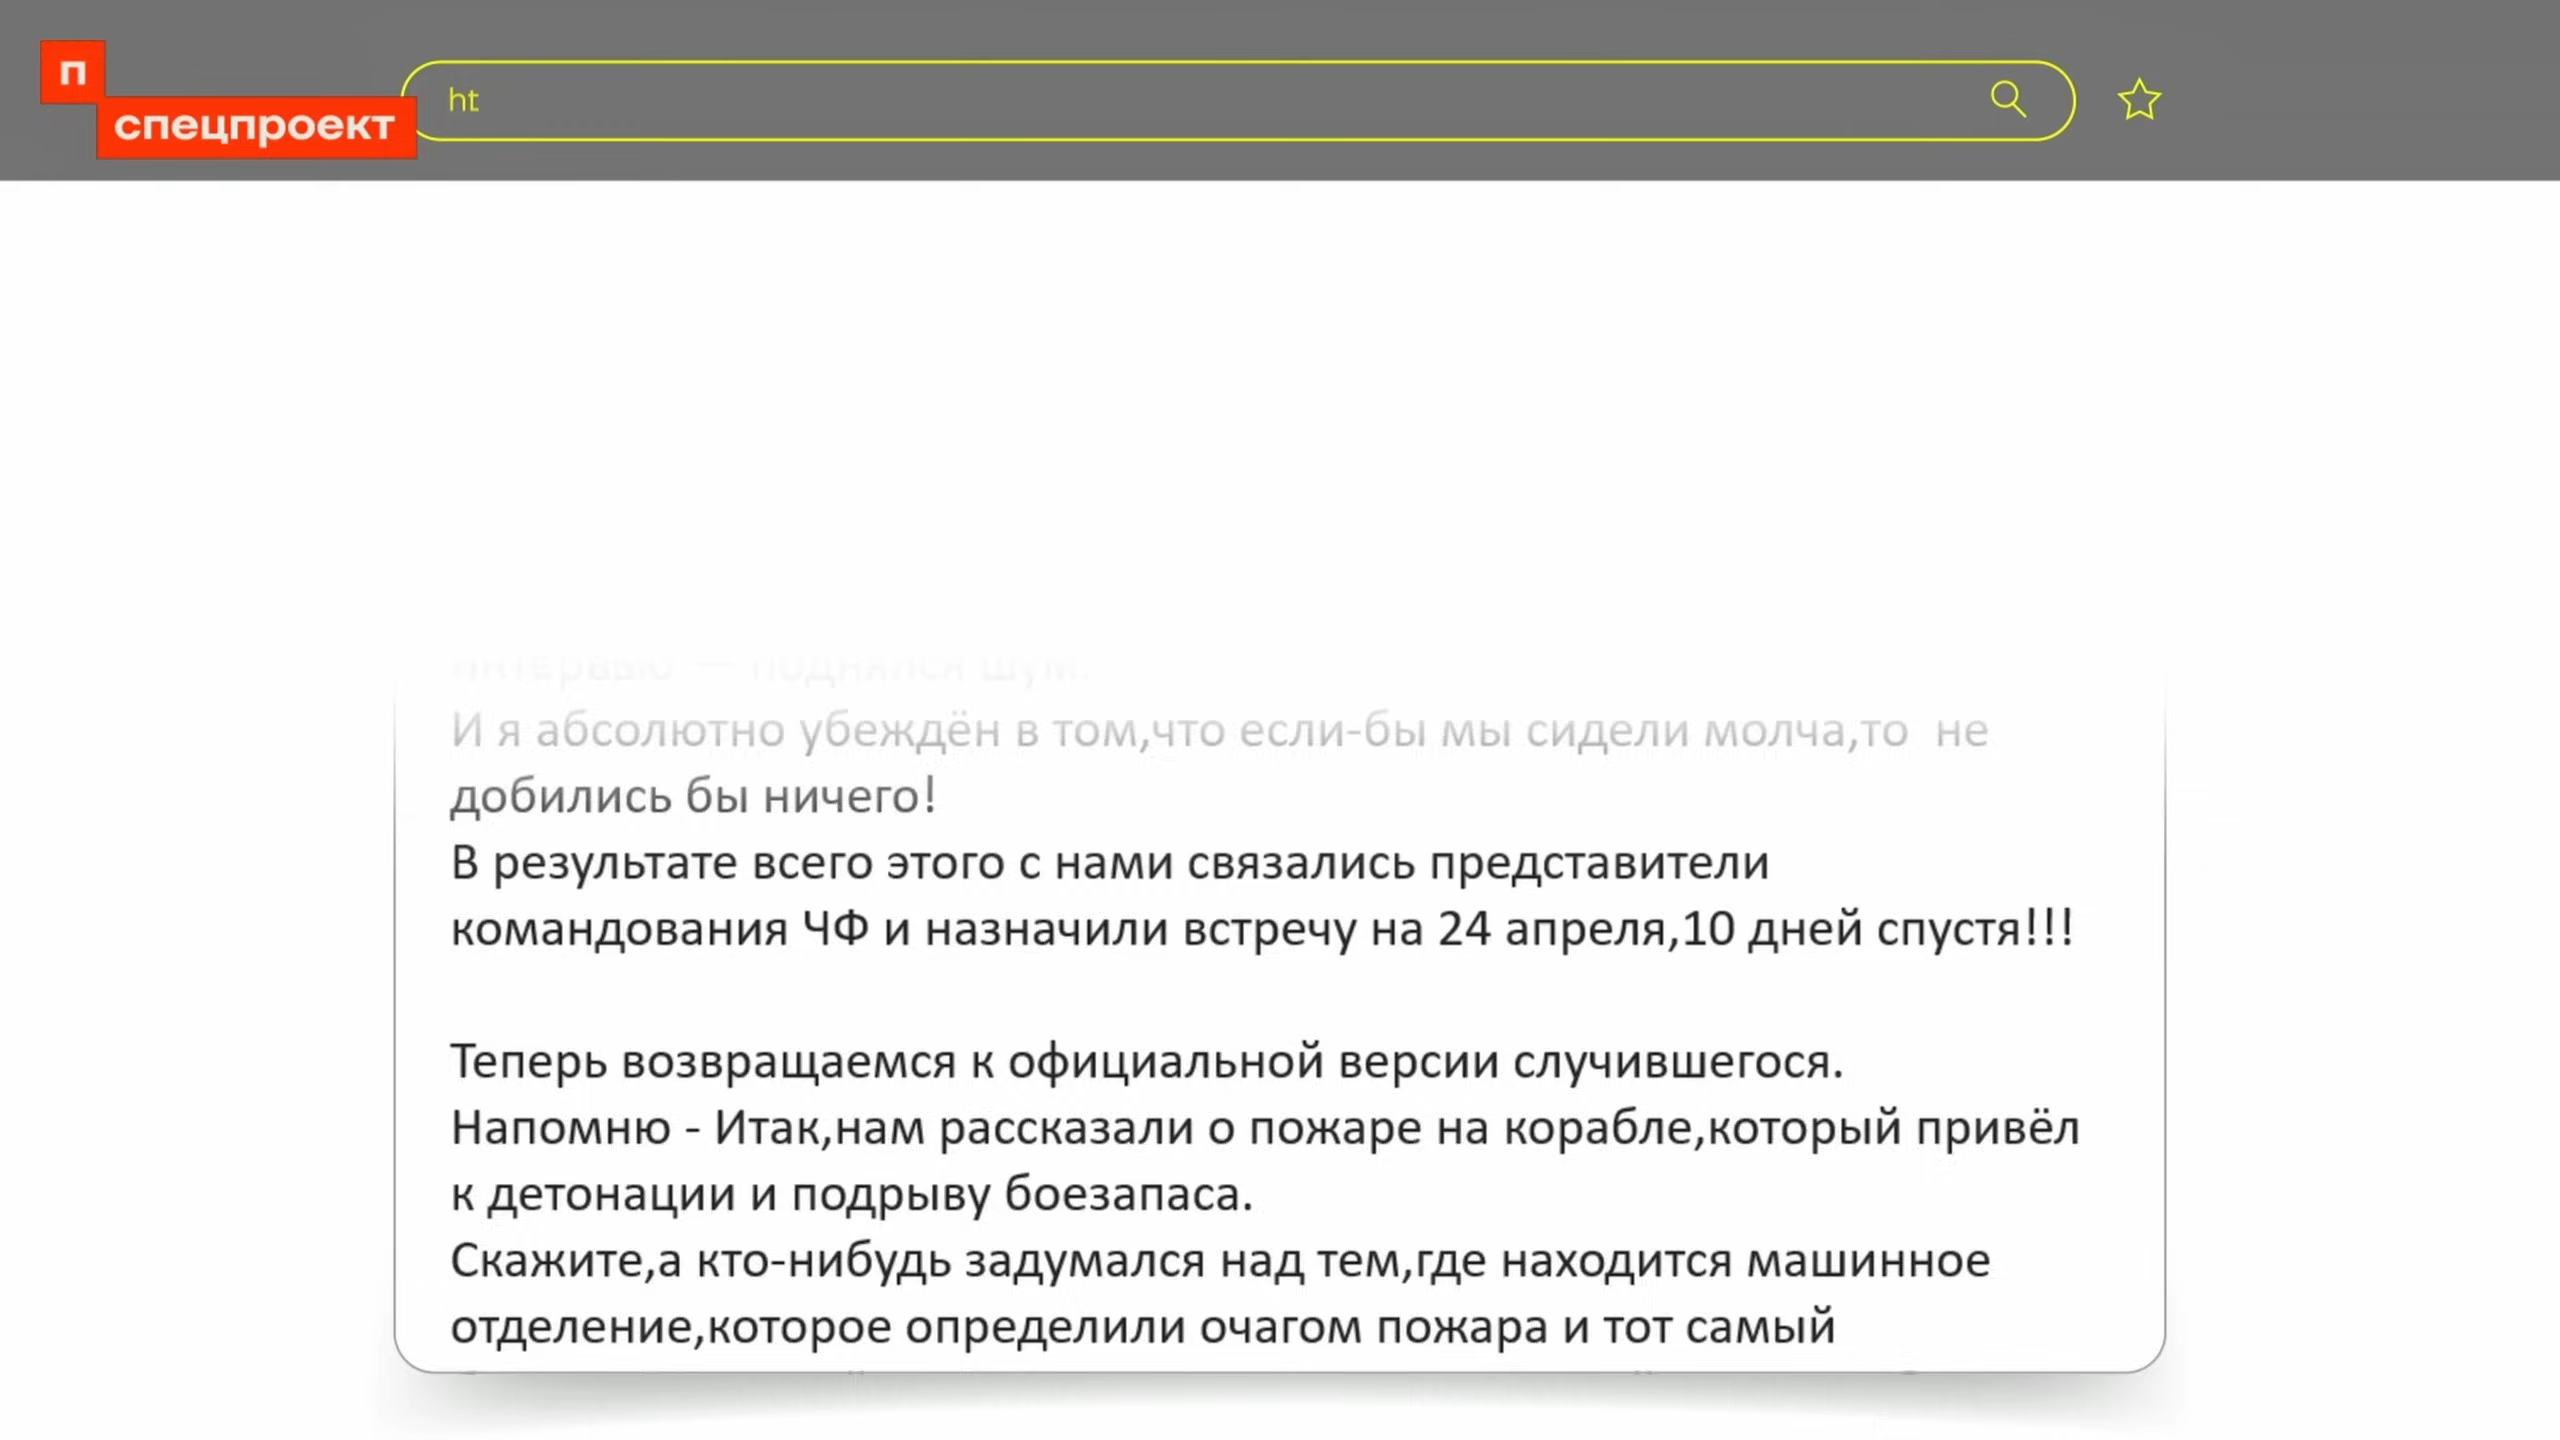 п
спецпроект
ht
интервью — поднялся шум.
И я абсолютно убеждён в том,что если-бы мы сидели молча,то  не
добились бы ничего!
В результате всего этого с нами связались представители
командования ЧФ и назначили встречу на 24 апреля,10 дней спустя!!!
Теперь возвращаемся к официальной версии случившегося.
Напомню - Итак,нам рассказали о пожаре на корабле,который привёл
к детонации и подрыву боезапаса.
Скажите,а кто-нибудь задумался над тем,где находится машинное
отделение,которое определили очагом пожара и тот самый